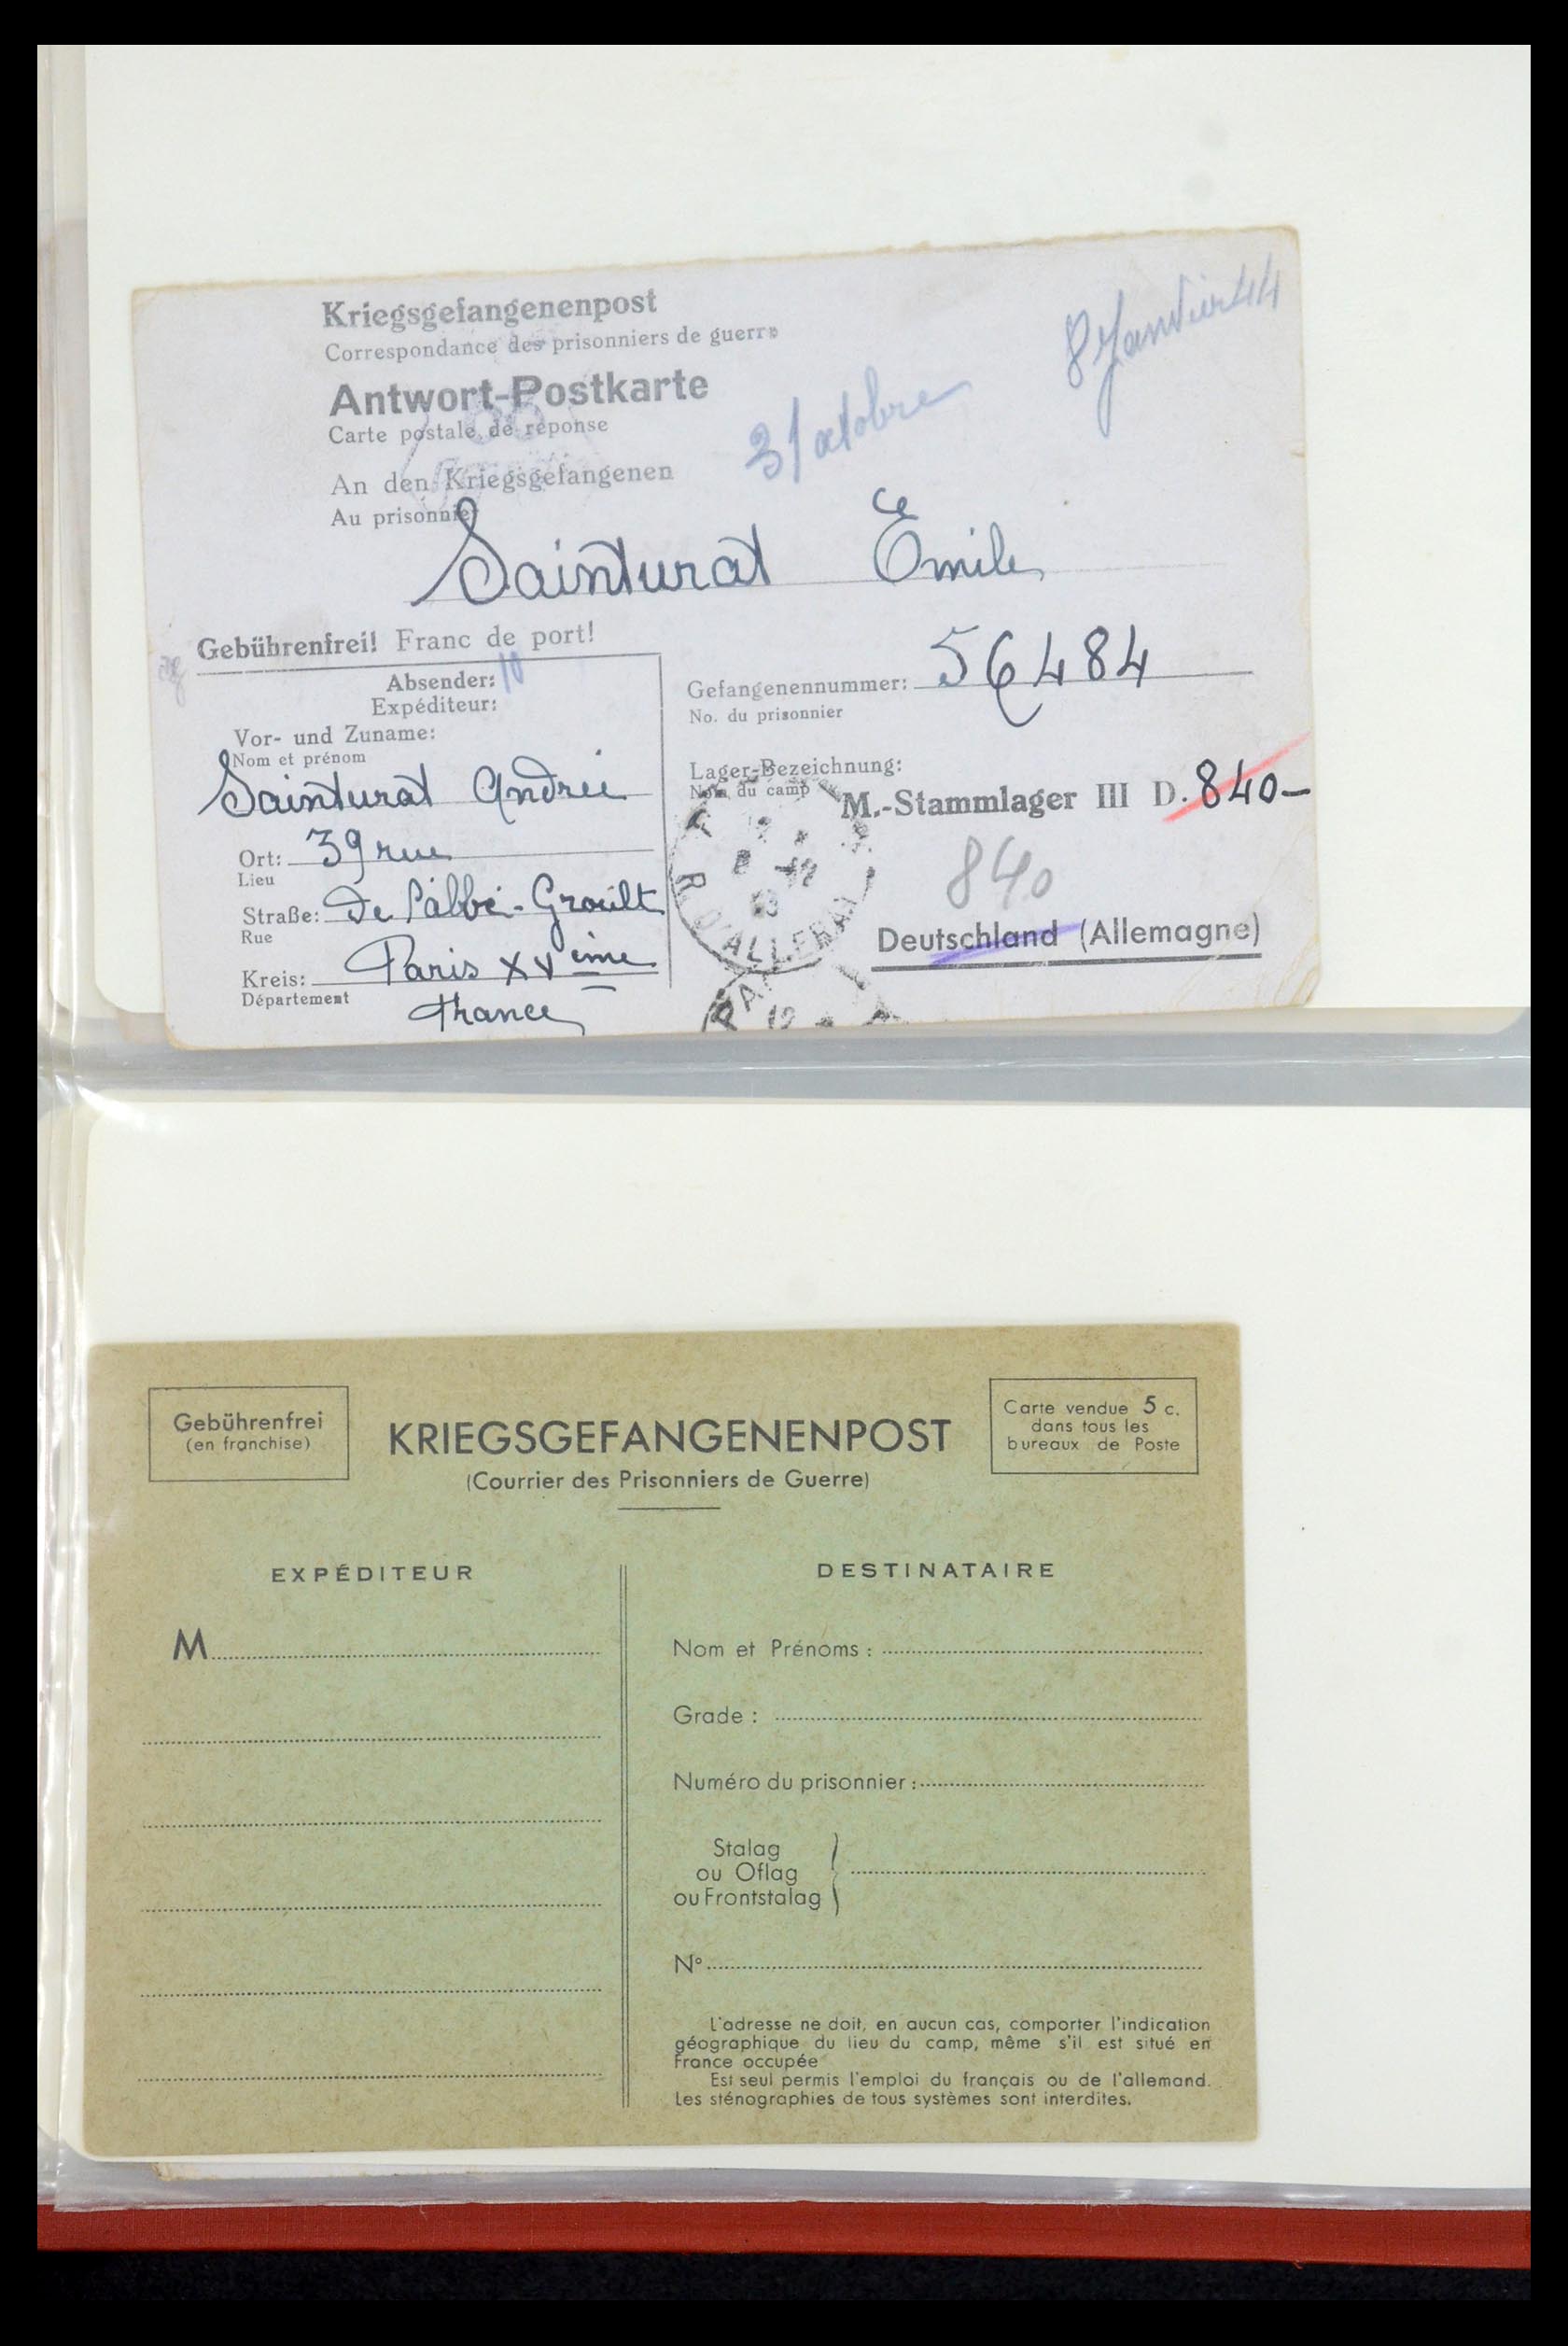 Kriegsgefangenenpost
Correspondance des prisonniers de guerre
Antwort-Postkarte
Carte postale de réponse
8 Janvier 44
31 octobre
An den Kriegsgefangenen
Au prisonnier
Sainturat Emile
Gebührenfrei! Franc de port!
Absender: 10
Expéditeur:
Vor- und Zuname:
Nom et prénom
Sainturat Andrée
Ort: 39 rue
Lieu
Straße: De l'abbé-Groult
Rue
Kreis: Paris XVeime
Département
France
Gefangenennummer: 56484
No. du prisonnier
Lager-Bezeichnung:
Nom du camp
M.-Stammlager III D. 840-
840
Deutschland (Allemagne)
R. D'ALLERAY
Gebührenfrei
(en franchise)
KRIEGSGEFANGENENPOST
(Courrier des Prisonniers de Guerre)
Carte vendue 5 c.
dans tous les
bureaux de Poste
EXPÉDITEUR
M
DESTINATAIRE
Nom et Prénoms :
Grade :
Numéro du prisonnier :
Stalag
ou Oflag
ou Frontstalag
N°
L'adresse ne doit, en aucun cas, comporter l'indication
géographique du lieu du camp, même s'il est situé en
France occupée
Est seul permis l'emploi du français ou de l'allemand.
Les sténographies de tous systèmes sont interdites.